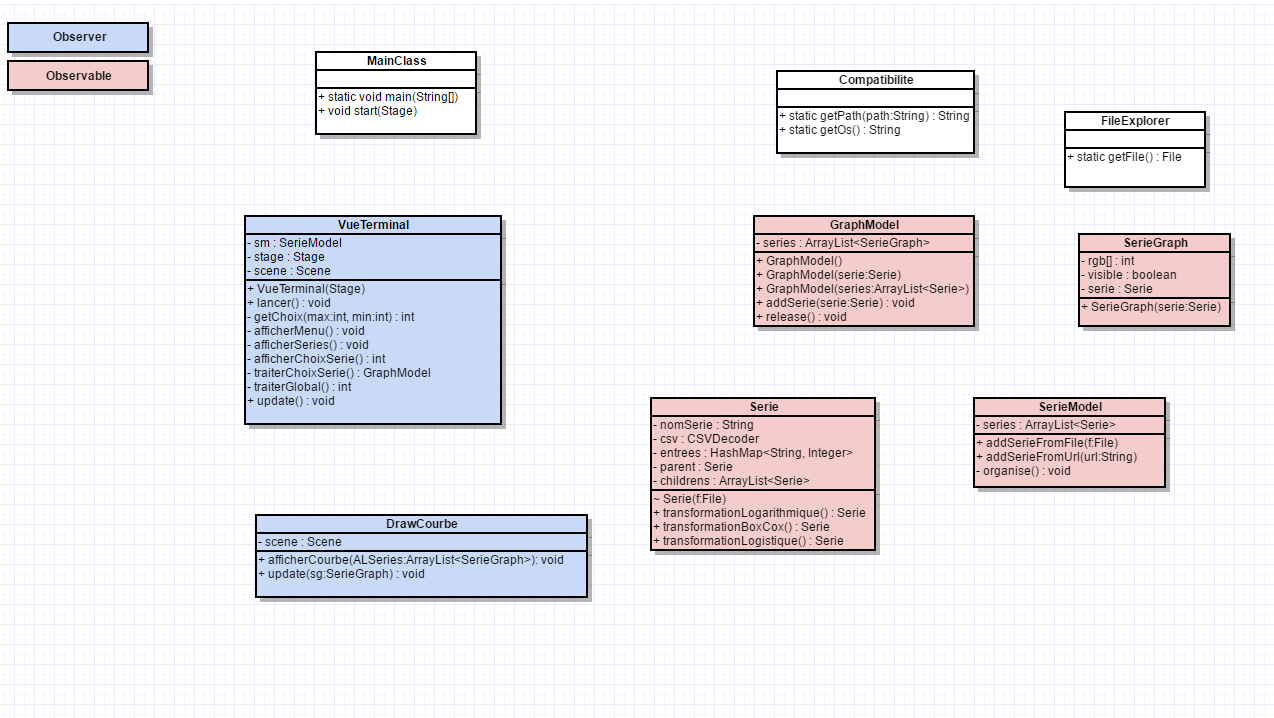 Observer
Observable
MainClass
+ static void main(String[])
+ void start(Stage)
Compatibilite
+ static getPath(path:String) : String
+ static getOs() : String
FileExplorer
+ static getFile() : File
VueTerminal
- sm : SerieModel
- stage : Stage
- scene : Scene
+ VueTerminal(Stage)
+ lancer() : void
- getChoix(max:int, min:int) : int
- afficherMenu() : void
- afficherSeries() : void
- afficherChoixSerie() : int
- traiterChoixSerie() : GraphModel
- traiterGlobal() : int
+ update() : void
GraphModel
- series : ArrayList<SerieGraph>
+ GraphModel()
+ GraphModel(serie:Serie)
+ GraphModel(series:ArrayList<Serie>)
+ addSerie(serie:Serie) : void
+ release() : void
SerieGraph
- rgb[] : int
- visible : boolean
- serie : Serie
+ SerieGraph(serie:Serie)
Serie
- nomSerie : String
- csv : CSVDecoder
- entrees : HashMap<String, Integer>
- parent : Serie
- childrens : ArrayList<Serie>
~ Serie(f:File)
+ transformationLogarithmique() : Serie
+ transformationBoxCox() : Serie
+ transformationLogistique() : Serie
SerieModel
- series : ArrayList<Serie>
+ addSerieFromFile(f:File)
+ addSerieFromUrl(url:String)
- organise() : void
DrawCourbe
- scene : Scene
+ afficherCourbe(ALSeries:ArrayList<SerieGraph>): void
+ update(sg:SerieGraph) : void